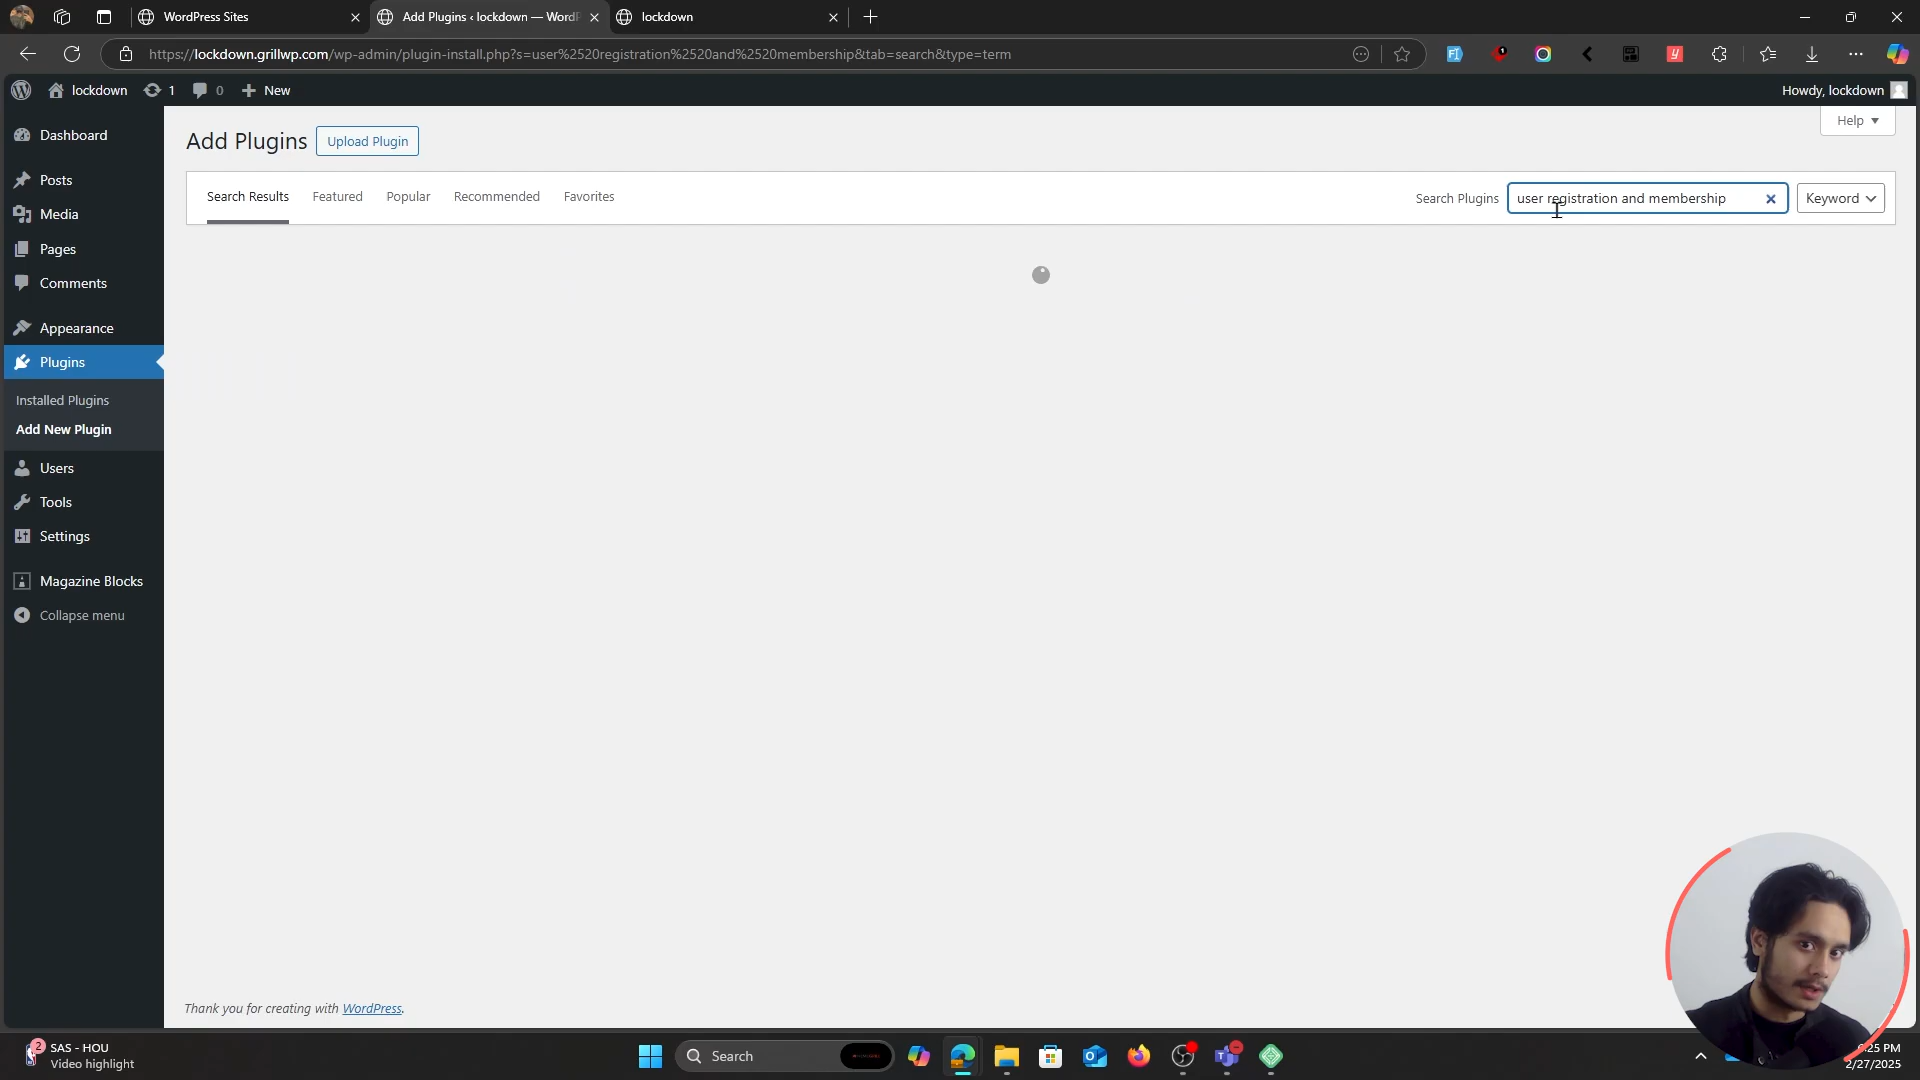 WordPress Sites
Add Plugins ‹ lockdown — WordP
lockdown
https://lockdown.grillwp.com/wp-admin/plugin-install.php?s=user%2520registration%2520and%2520membership&tab=search&type=term
lockdown
1
0
New
Howdy, lockdown
Help
Dashboard
Posts
Media
Pages
Comments
Appearance
Plugins
Installed Plugins
Add New Plugin
Users
Tools
Settings
Magazine Blocks
Collapse menu
Add Plugins
Upload Plugin
Search Results
Featured
Popular
Recommended
Favorites
Search Plugins
user registration and membership
Keyword
Thank you for creating with WordPress.
2
SAS - HOU
Video highlight
Search
:25 PM
2/27/2025